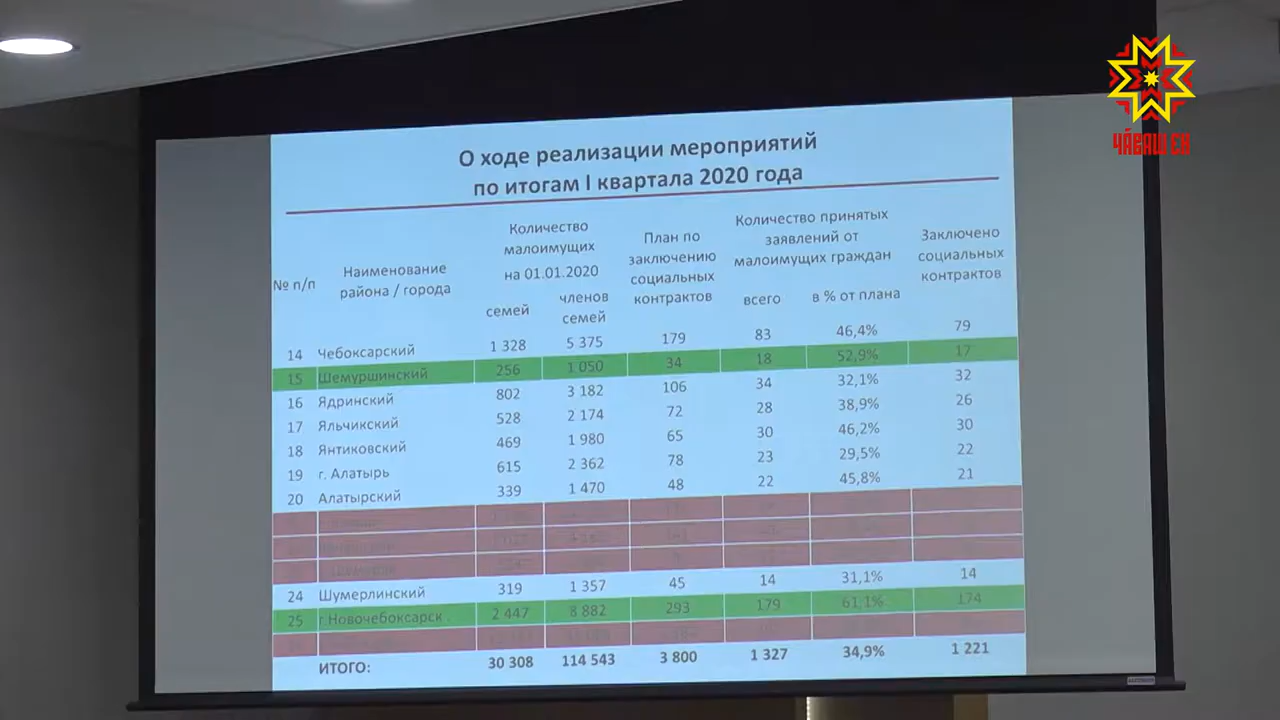 ЧĂВАШ ЕН
О ходе реализации мероприятий
по итогам I квартала 2020 года
№ п/п Наименование района / города Количество малоимущих на 01.01.2020 семей членов семей План по заключению социальных контрактов Количество принятых заявлений от малоимущих граждан всего в % от плана Заключено социальных контрактов
14 Чебоксарский 1 328 5 375 179 83 46,4% 79
15 Шемуршинский 256 1 050 34 18 52,9% 17
16 Ядринский 802 3 182 106 34 32,1% 32
17 Яльчикский 528 2 174 72 28 38,9% 26
18 Янтиковский 469 1 980 65 30 46,2% 30
19 г. Алатырь 615 2 362 78 23 29,5% 22
20 Алатырский 339 1 470 48 22 45,8% 21
24 Шумерлинский 319 1 357 45 14 31,1% 14
25 г.Новочебоксарск . 2 447 8 882 293 179 61,1% 174
ИТОГО: 30 308 114 543 3 800 1 327 34,9% 1 221